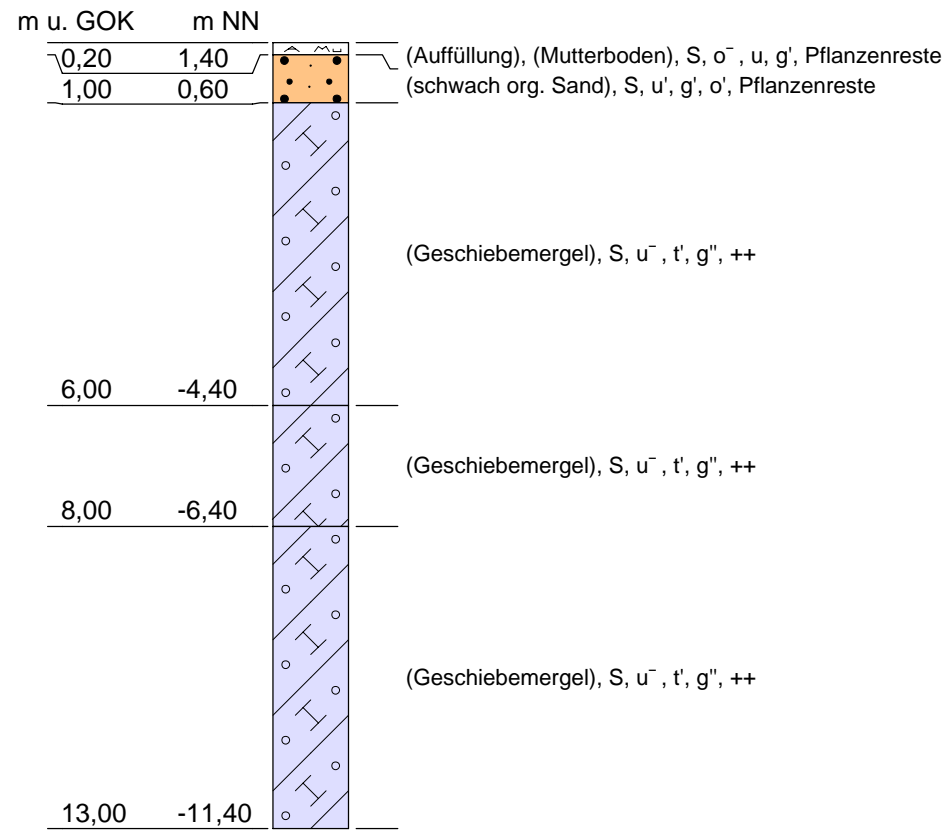 m u. GOK m NN
0,20 1,40 (Auffüllung), (Mutterboden), S, o¯ , u, g', Pflanzenreste
1,00 0,60 (schwach org. Sand), S, u', g', o', Pflanzenreste
(Geschiebemergel), S, u¯ , t', g'', ++
6,00 -4,40
(Geschiebemergel), S, u¯ , t', g'', ++
8,00 -6,40
(Geschiebemergel), S, u¯ , t', g'', ++
13,00 -11,40